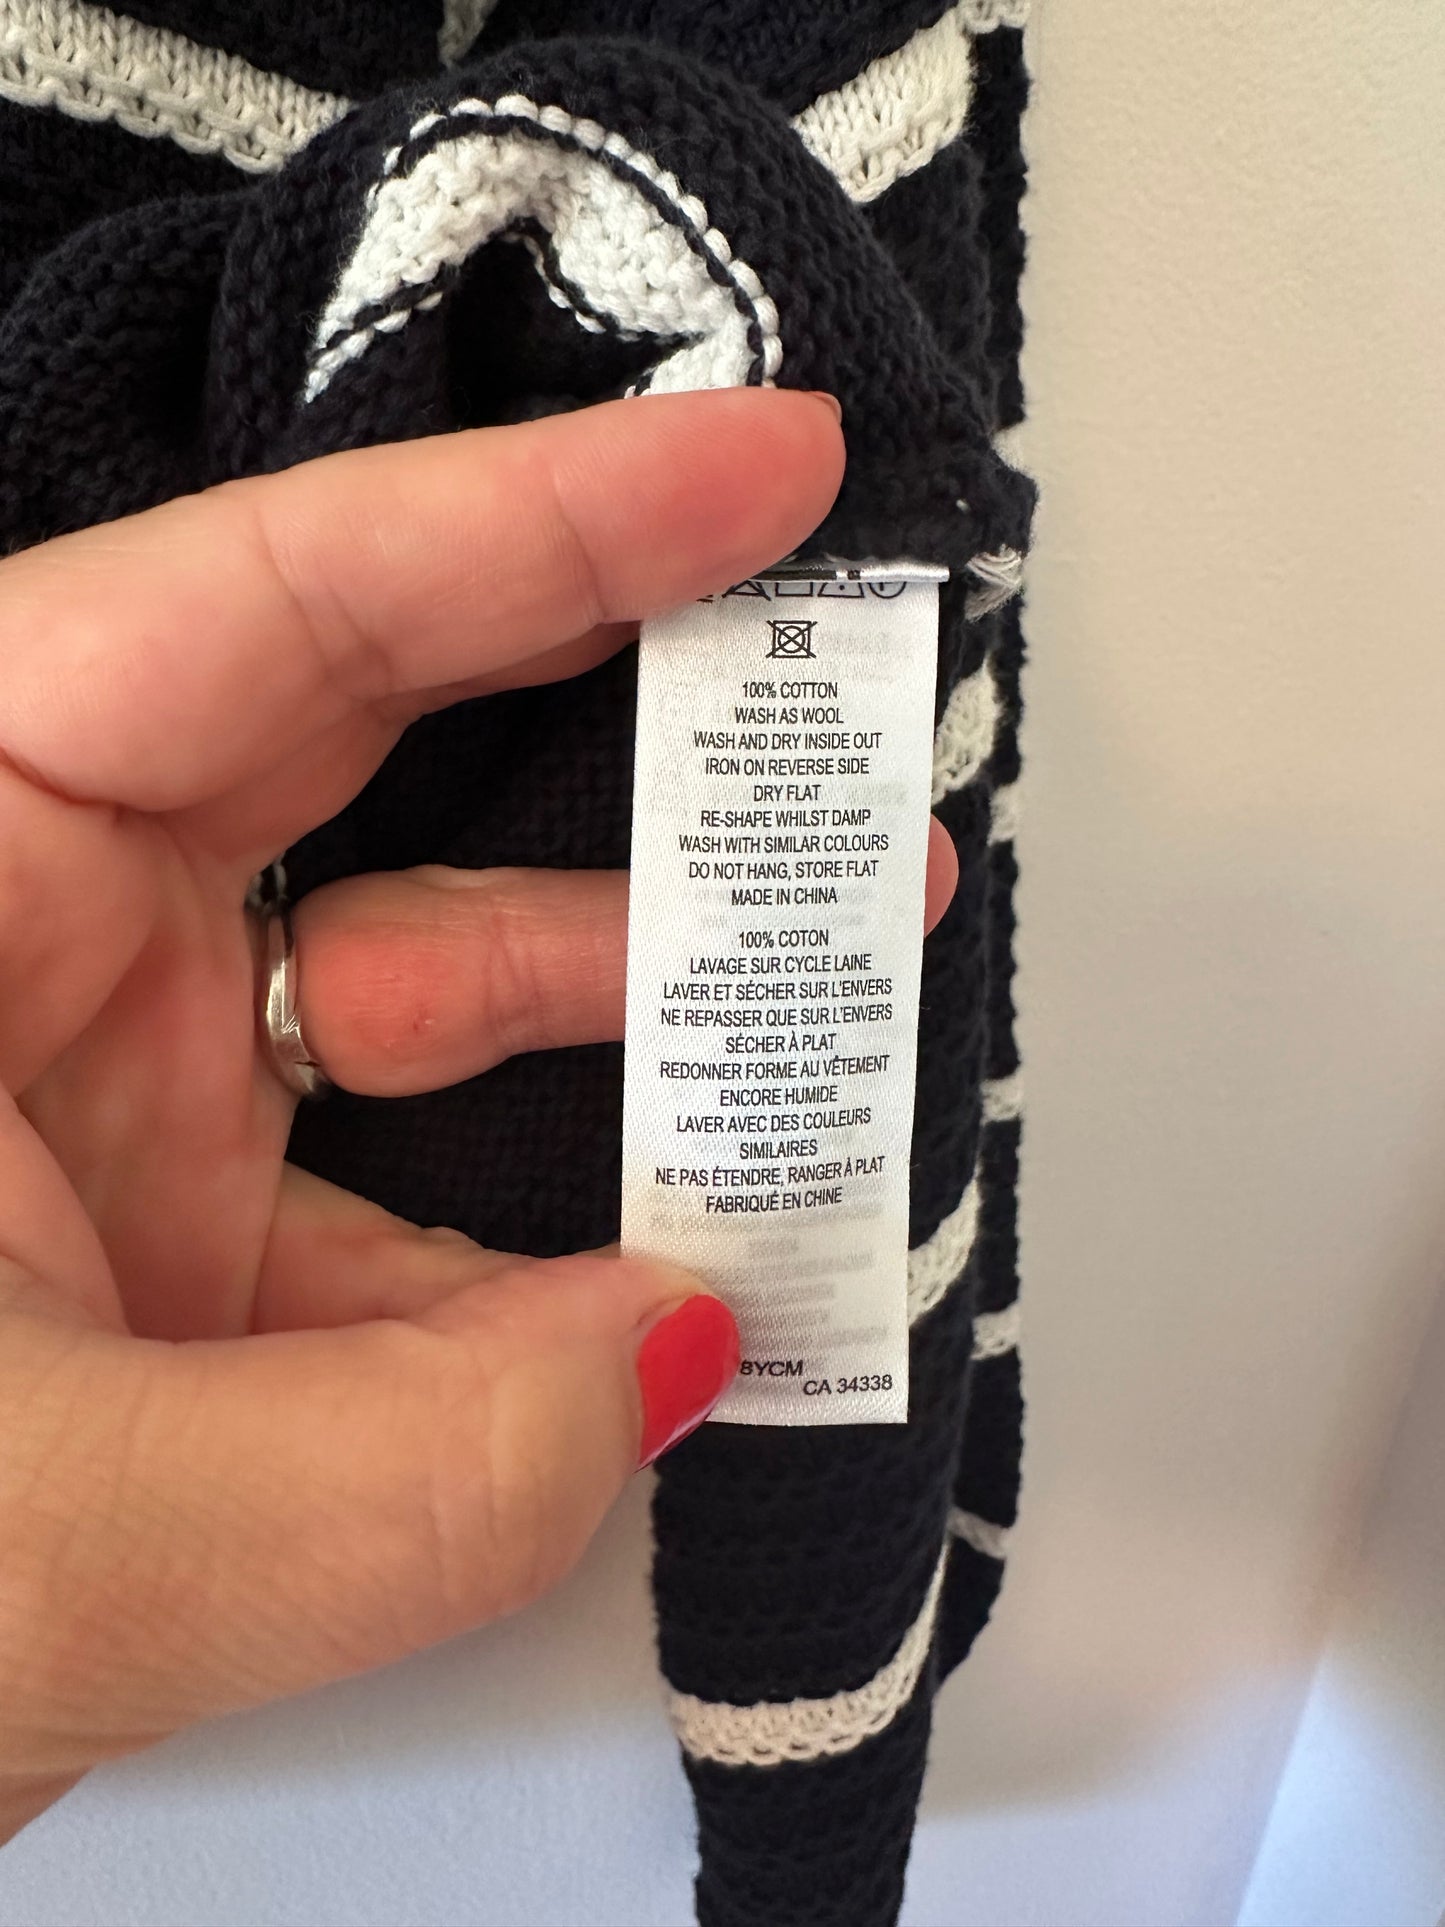 100% COTTON
WASH AS WOOL
WASH AND DRY INSIDE OUT
IRON ON REVERSE SIDE
DRY FLAT
RE-SHAPE WHILST DAMP
WASH WITH SIMILAR COLOURS
DO NOT HANG, STORE FLAT
MADE IN CHINA
100% COTON
LAVAGE SUR CYCLE LAINE
LAVER ET SÉCHER SUR L'ENVERS
NE REPASSER QUE SUR L'ENVERS
SÉCHER À PLAT
REDONNER FORME AU VÊTEMENT
ENCORE HUMIDE
LAVER AVEC DES COULEURS
SIMILAIRES
NE PAS ÉTENDRE, RANGER À PLAT
FABRIQUÉ EN CHINE
8YCM
CA 34338